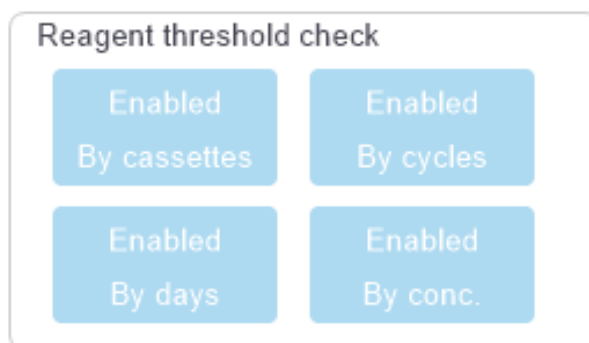 Reagent threshold check
Enabled
By cassettes
Enabled
By cycles
Enabled
By days
Enabled
By conc.